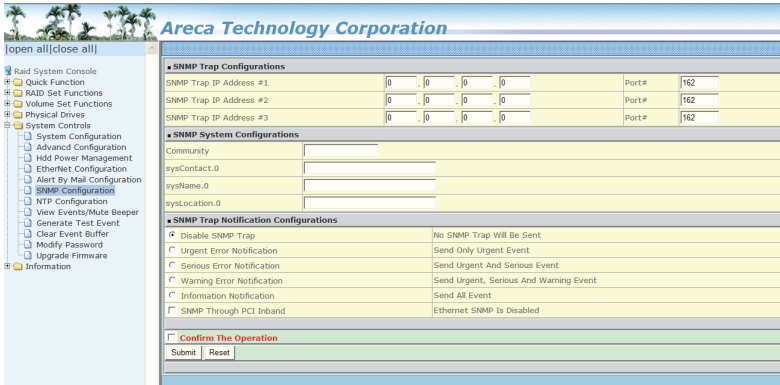 Areca Technology Corporation
|open all|close all|
Raid System Console
Quick Function
RAID Set Functions
Volume Set Functions
Physical Drives
System Controls
System Configuration
Advancd Configuration
Hdd Power Management
EtherNet Configuration
Alert By Mail Configuration
SNMP Configuration
NTP Configuration
View Events/Mute Beeper
Generate Test Event
Clear Event Buffer
Modify Password
Upgrade Firmware
Information
SNMP Trap Configurations
SNMP Trap IP Address #1 0 . 0 . 0 . 0 Port# 162
SNMP Trap IP Address #2 0 . 0 . 0 . 0 Port# 162
SNMP Trap IP Address #3 0 . 0 . 0 . 0 Port# 162
SNMP System Configurations
Community
sysContact.0
sysName.0
sysLocation.0
SNMP Trap Notification Configurations
Disable SNMP Trap No SNMP Trap Will Be Sent
Urgent Error Notification Send Only Urgent Event
Serious Error Notification Send Urgent And Serious Event
Warning Error Notification Send Urgent, Serious And Warning Event
Information Notification Send All Event
SNMP Through PCI Inband Ethernet SNMP Is Disabled
Confirm The Operation
Submit Reset